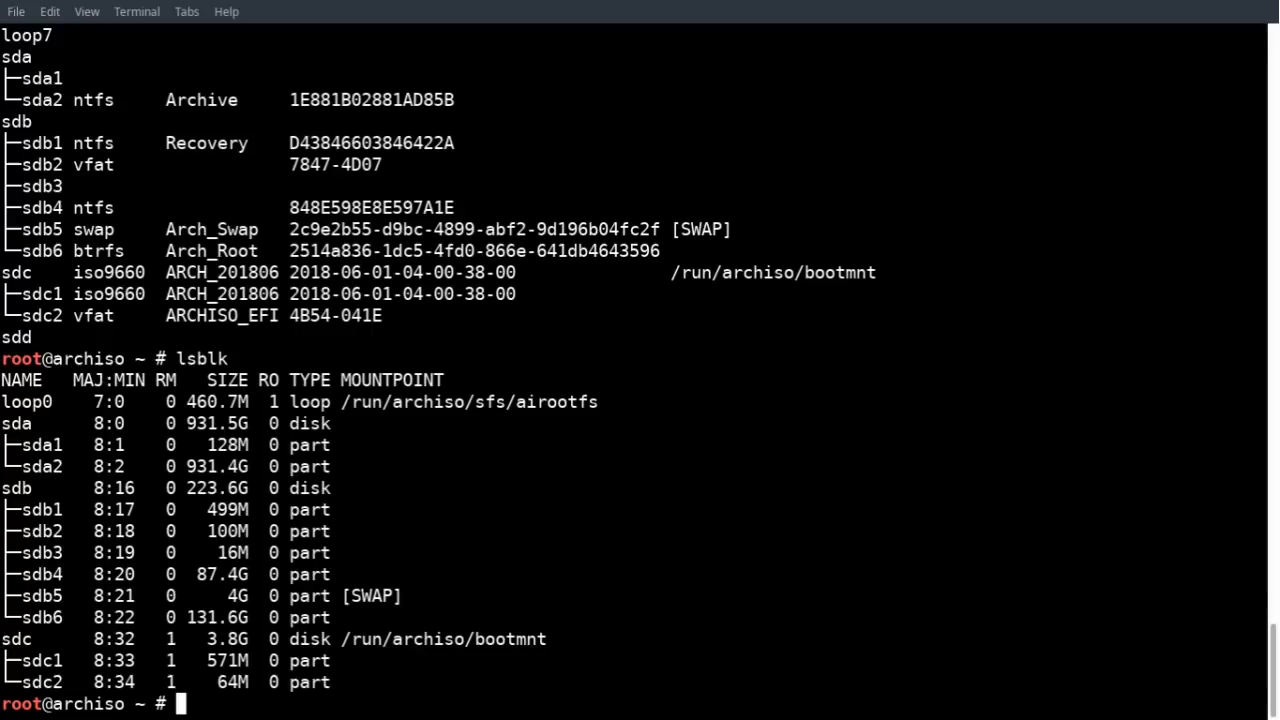 File Edit View Terminal Tabs Help
loop7
sda
├─sda1
└─sda2 ntfs     Archive    1E881B02881AD85B
sdb
├─sdb1 ntfs     Recovery   D43846603846422A
├─sdb2 vfat                7847-4D07
├─sdb3
├─sdb4 ntfs                848E598E8E597A1E
├─sdb5 swap     Arch_Swap  2c9e2b55-d9bc-4899-abf2-9d196b04fc2f [SWAP]
└─sdb6 btrfs    Arch_Root  2514a836-1dc5-4fd0-866e-641db4643596
sdc    iso9660  ARCH_201806 2018-06-01-04-00-38-00               /run/archiso/bootmnt
├─sdc1 iso9660  ARCH_201806 2018-06-01-04-00-38-00
└─sdc2 vfat     ARCHISO_EFI 4B54-041E
sdd
root@archiso ~ # lsblk
NAME   MAJ:MIN RM   SIZE RO TYPE MOUNTPOINT
loop0    7:0    0 460.7M  1 loop /run/archiso/sfs/airootfs
sda      8:0    0 931.5G  0 disk
├─sda1   8:1    0   128M  0 part
└─sda2   8:2    0 931.4G  0 part
sdb      8:16   0 223.6G  0 disk
├─sdb1   8:17   0   499M  0 part
├─sdb2   8:18   0   100M  0 part
├─sdb3   8:19   0    16M  0 part
├─sdb4   8:20   0  87.4G  0 part
├─sdb5   8:21   0     4G  0 part [SWAP]
└─sdb6   8:22   0 131.6G  0 part
sdc      8:32   1   3.8G  0 disk /run/archiso/bootmnt
├─sdc1   8:33   1   571M  0 part
└─sdc2   8:34   1    64M  0 part
root@archiso ~ #